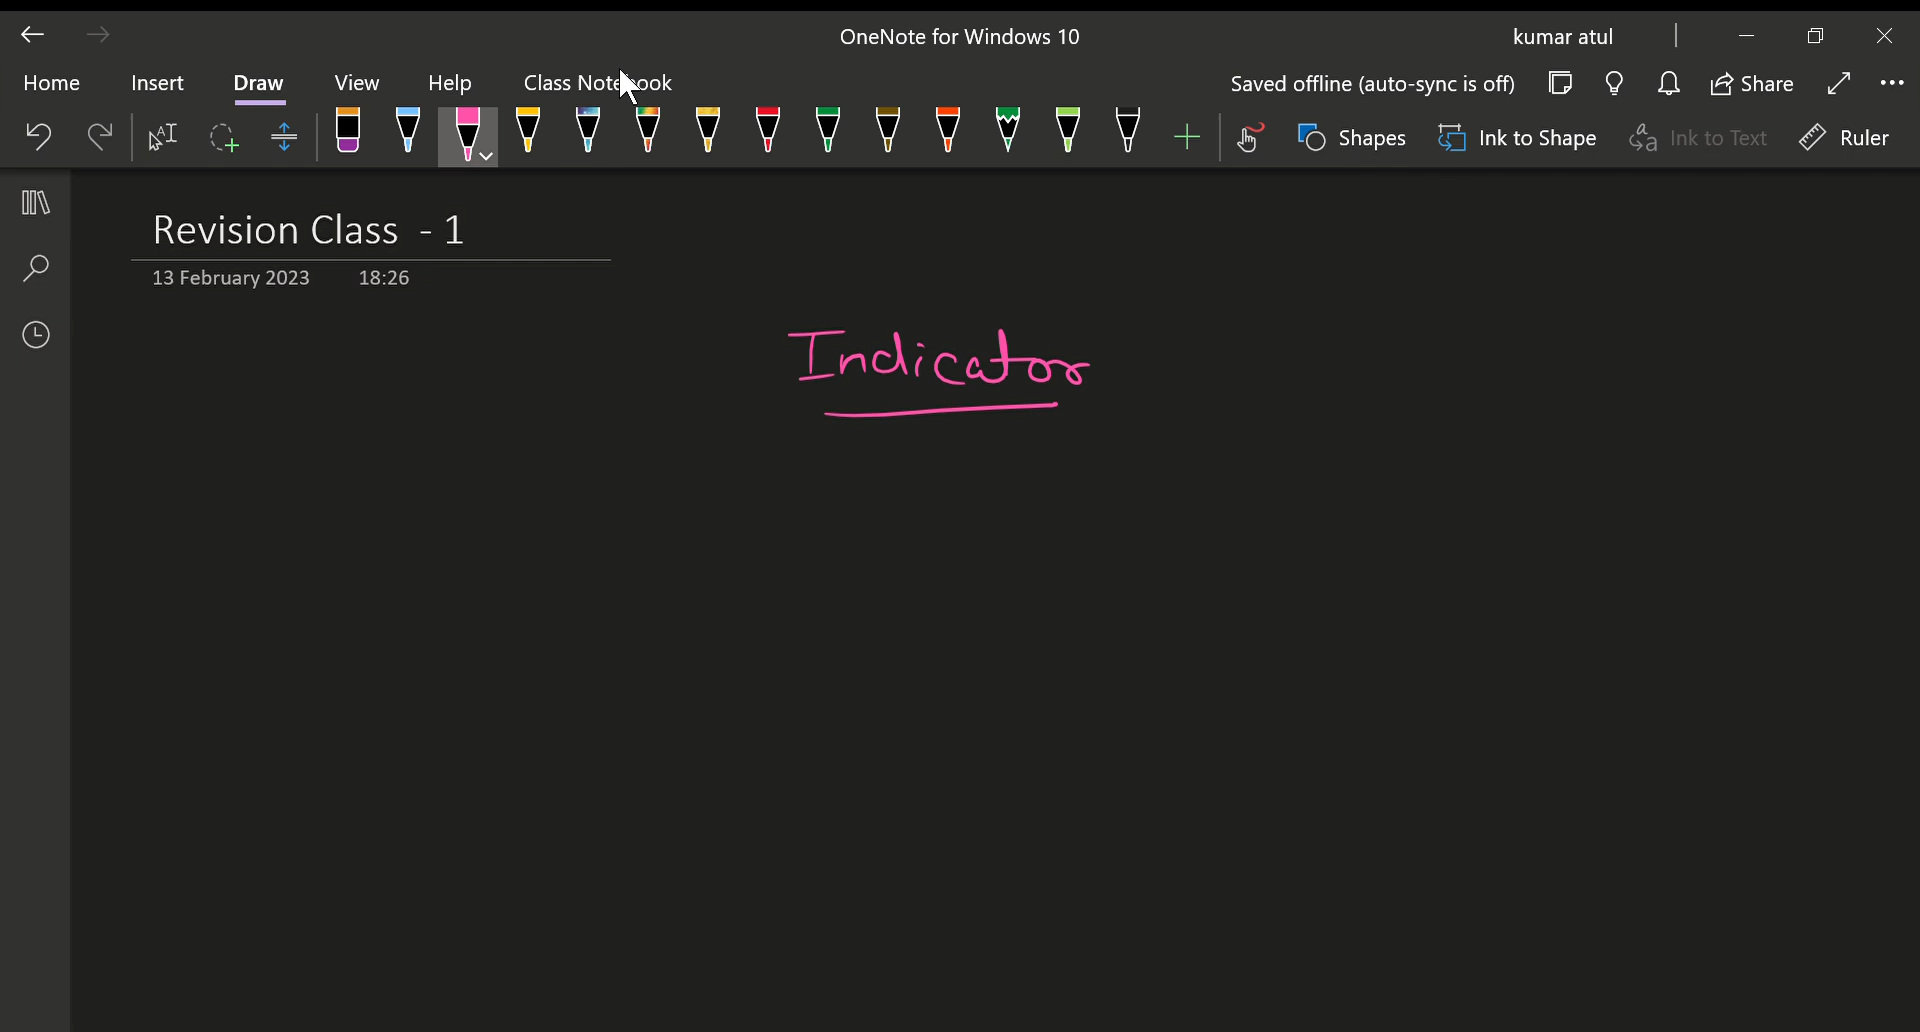 OneNote for Windows 10
kumar atul
Home Insert Draw View Help Class Notebook
Saved offline (auto-sync is off) Share
Shapes Ink to Shape Ink to Text Ruler
Revision Class - 1
13 February 2023 18:26
Indicator